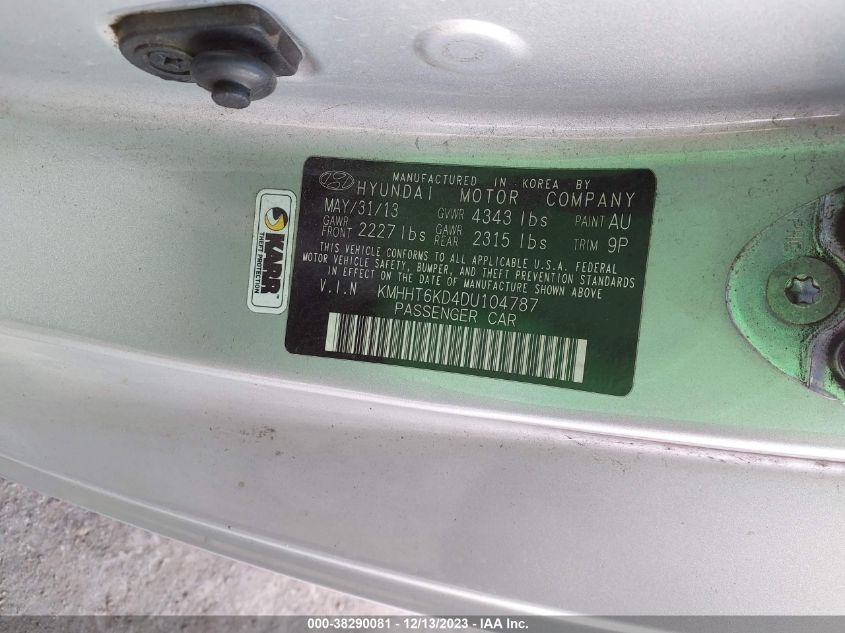 MANUFACTURED IN KOREA BY
HYUNDAI MOTOR COMPANY
MAY/31/13 GVWR 4343 lbs PAINT AU
GAWR FRONT 2227 lbs GAWR REAR 2315 lbs TRIM 9P
THIS VEHICLE CONFORMS TO ALL APPLICABLE U.S.A. FEDERAL
MOTOR VEHICLE SAFETY, BUMPER, AND THEFT PREVENTION STANDARDS
IN EFFECT ON THE DATE OF MANUFACTURE SHOWN ABOVE
V.I.N KMHHT6KD4DU104787
PASSENGER CAR
KARR
THEFT PROTECTION
000-38290081 - 12/13/2023 - IAA Inc.